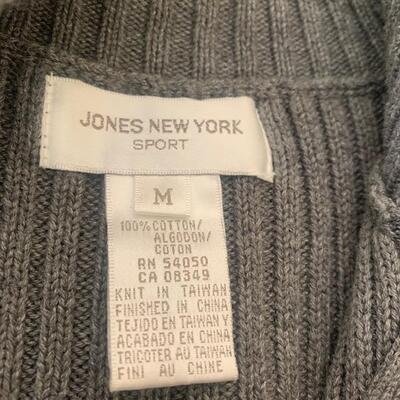 JONES NEW YORK
SPORT
M
100% COTTON/
ALGODON/
COTON
RN 54050
CA 08349
KNIT IN TAIWAN
FINISHED IN CHINA
TEJIDO EN TAIWAN Y
ACABADO EN CHINA
TRICOTER AU TAIWAN
FINI AU CHINE